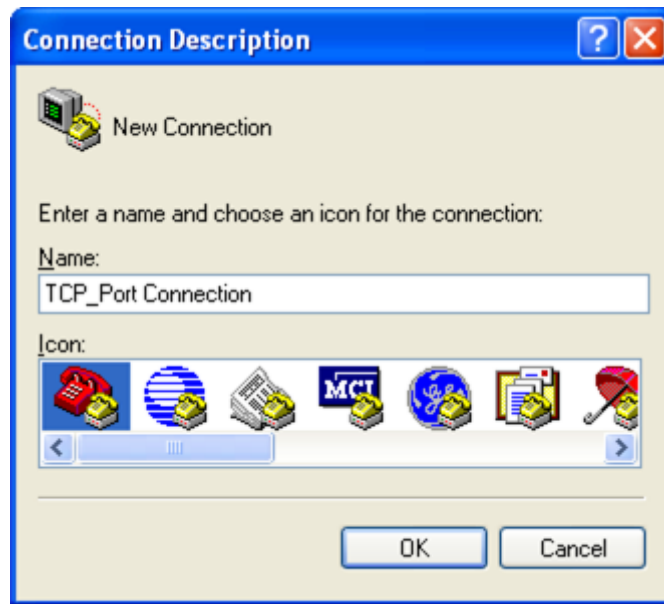 Connection Description
?
New Connection
Enter a name and choose an icon for the connection:
Name:
TCP_Port Connection
Icon:
MCI
OK Cancel